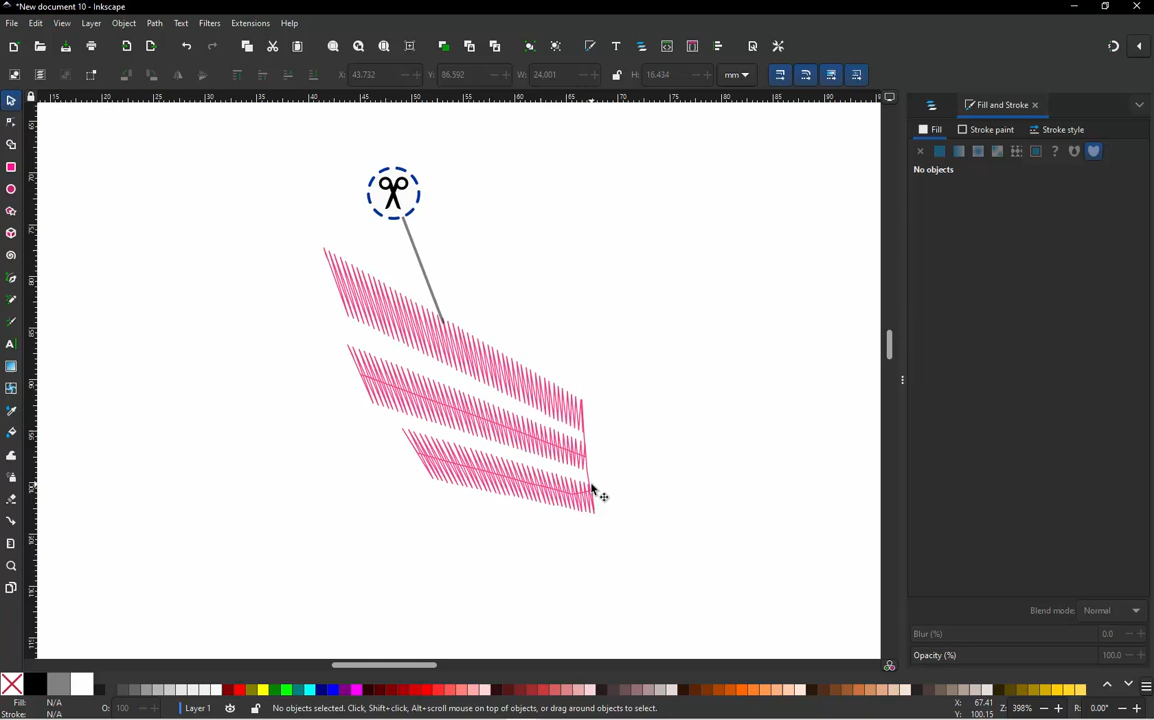 *New document 10 - Inkscape
File Edit View Layer Object Path Text Filters Extensions Help
X: 43.732 Y: 86.592 W: 24.001 H: 16.434 mm
Fill and Stroke
Fill Stroke paint Stroke style
No objects
Blend mode: Normal
Blur (%) 0.0
Opacity (%) 100.0
Fill: N/A
Stroke: N/A
O: 100
Layer 1
No objects selected. Click, Shift+click, Alt+scroll mouse on top of objects, or drag around objects to select.
X: 67.41
Y: 100.15
Z: 398%
R: 0.00°